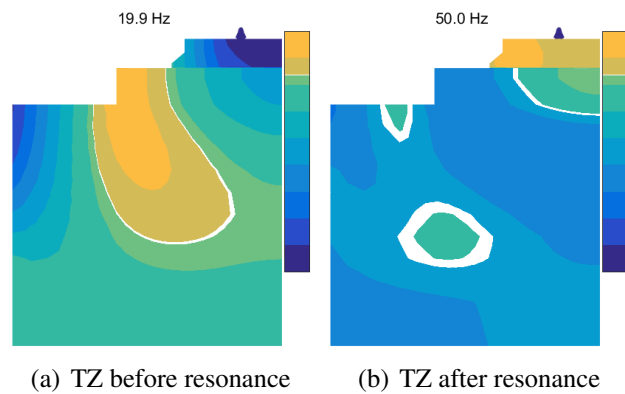 19.9 Hz
50.0 Hz
(a) TZ before resonance
(b) TZ after resonance